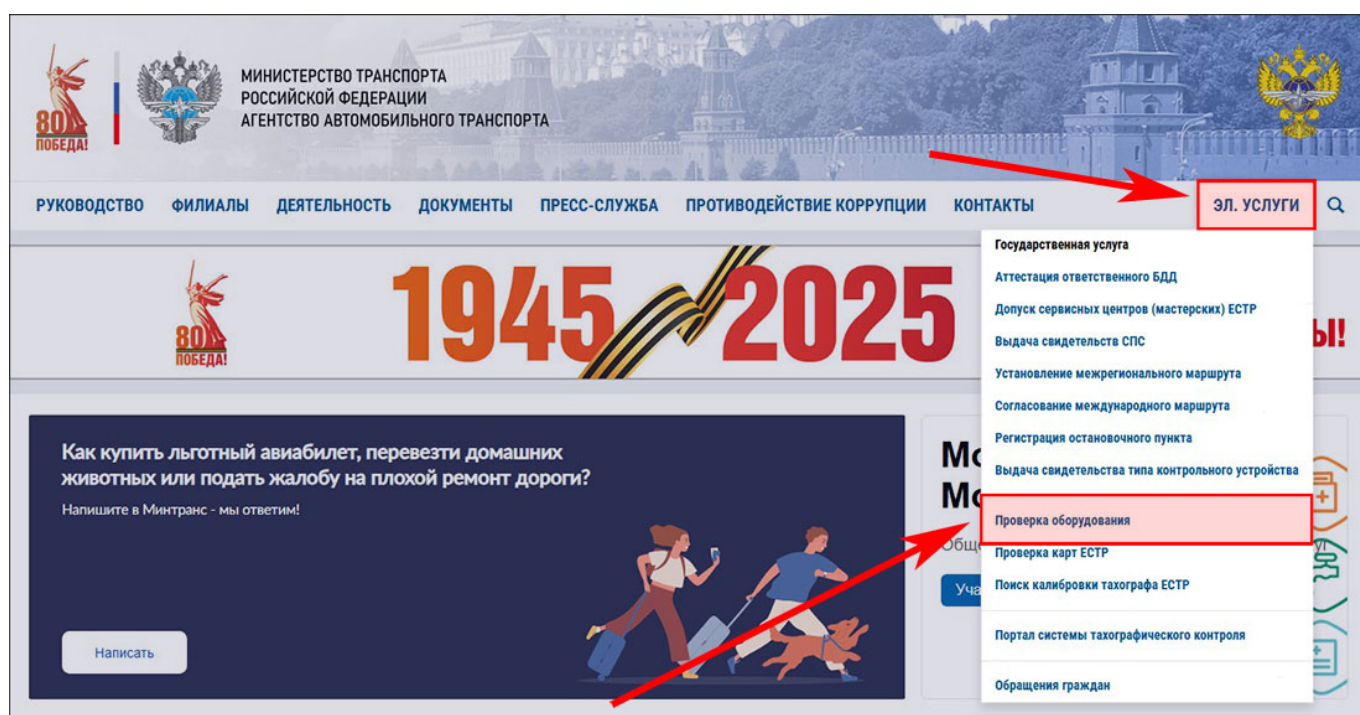 80
ПОБЕДА!
МИНИСТЕРСТВО ТРАНСПОРТА
РОССИЙСКОЙ ФЕДЕРАЦИИ
АГЕНТСТВО АВТОМОБИЛЬНОГО ТРАНСПОРТА
РУКОВОДСТВО ФИЛИАЛЫ ДЕЯТЕЛЬНОСТЬ ДОКУМЕНТЫ ПРЕСС-СЛУЖБА ПРОТИВОДЕЙСТВИЕ КОРРУПЦИИ КОНТАКТЫ ЭЛ. УСЛУГИ
80
ПОБЕДА!
1945 2025
Ы!
Государственная услуга
Аттестация ответственного БДД
Допуск сервисных центров (мастерских) ЕСТР
Выдача свидетельств СПС
Установление межрегионального маршрута
Согласование международного маршрута
Регистрация остановочного пункта
Выдача свидетельства типа контрольного устройства
Проверка оборудования
Проверка карт ЕСТР
Поиск калибровки тахографа ЕСТР
Портал системы тахографического контроля
Обращения граждан
Как купить льготный авиабилет, перевезти домашних
животных или подать жалобу на плохой ремонт дороги?
Напишите в Минтранс - мы ответим!
Написать